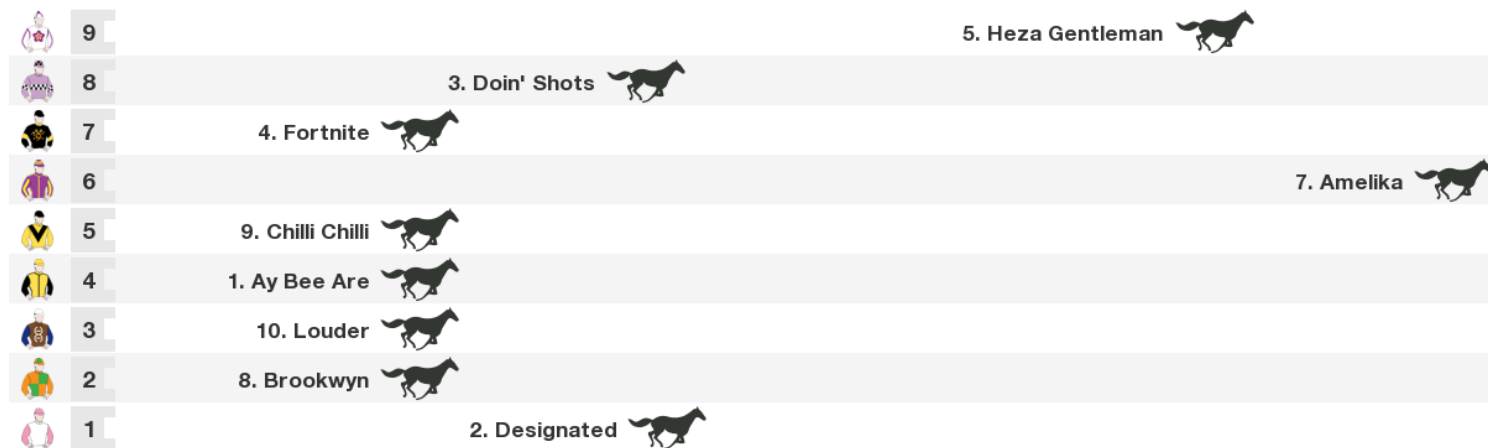 9 5. Heza Gentleman
8 3. Doin' Shots
7 4. Fortnite
6 7. Amelika
5 9. Chilli Chilli
4 1. Ay Bee Are
3 10. Louder
2 8. Brookwyn
1 2. Designated